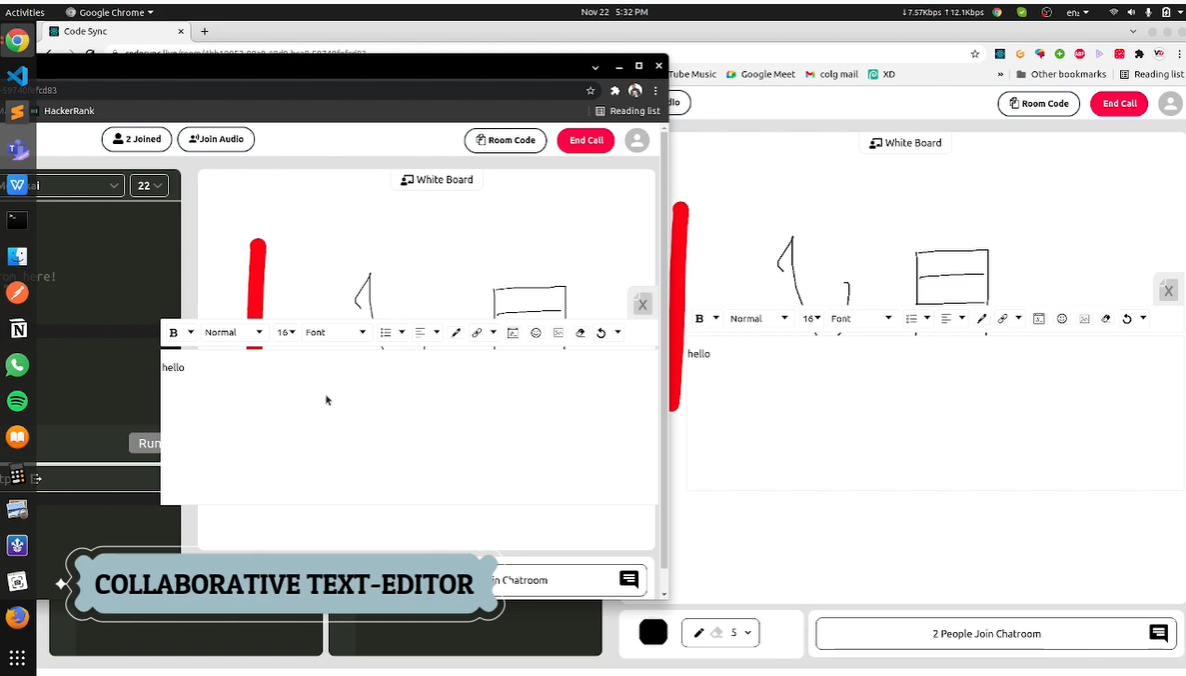 Activities
Google Chrome
Nov 22 5:32 PM
↓7.57Kbps ↑12.1Kbps
en₂
Code Sync
Tube Music
Google Meet
colg mail
XD
»
Other bookmarks
Reading list
-59740fefcd83
HackerRank
Reading list
2 Joined
Join Audio
Room Code
End Call
Room Code
End Call
22
White Board
White Board
om here!
X
X
B
Normal
16
Font
B
Normal
16
Font
hello
hello
Run
COLLABORATIVE TEXT-EDITOR
in Chatroom
5
2 People Join Chatroom